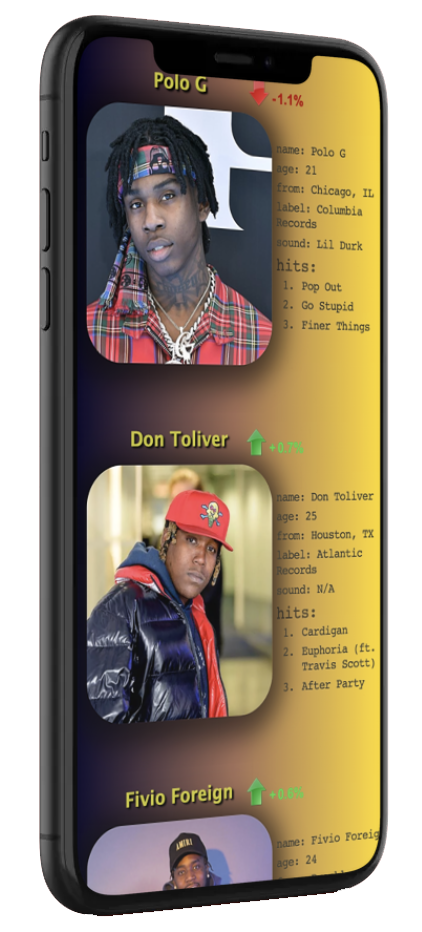 Polo G
-1.1%
name: Polo G
age: 21
from: Chicago, IL
label: Columbia
Records
sound: Lil Durk
hits:
1. Pop Out
2. Go Stupid
3. Finer Things
Don Toliver
+0.7%
name: Don Toliver
age: 25
from: Houston, TX
label: Atlantic
Records
sound: N/A
hits:
1. Cardigan
2. Euphoria (ft.
Travis Scott)
3. After Party
Fivio Foreign
+0.6%
AMIRI
name: Fivio Foreig
age: 24